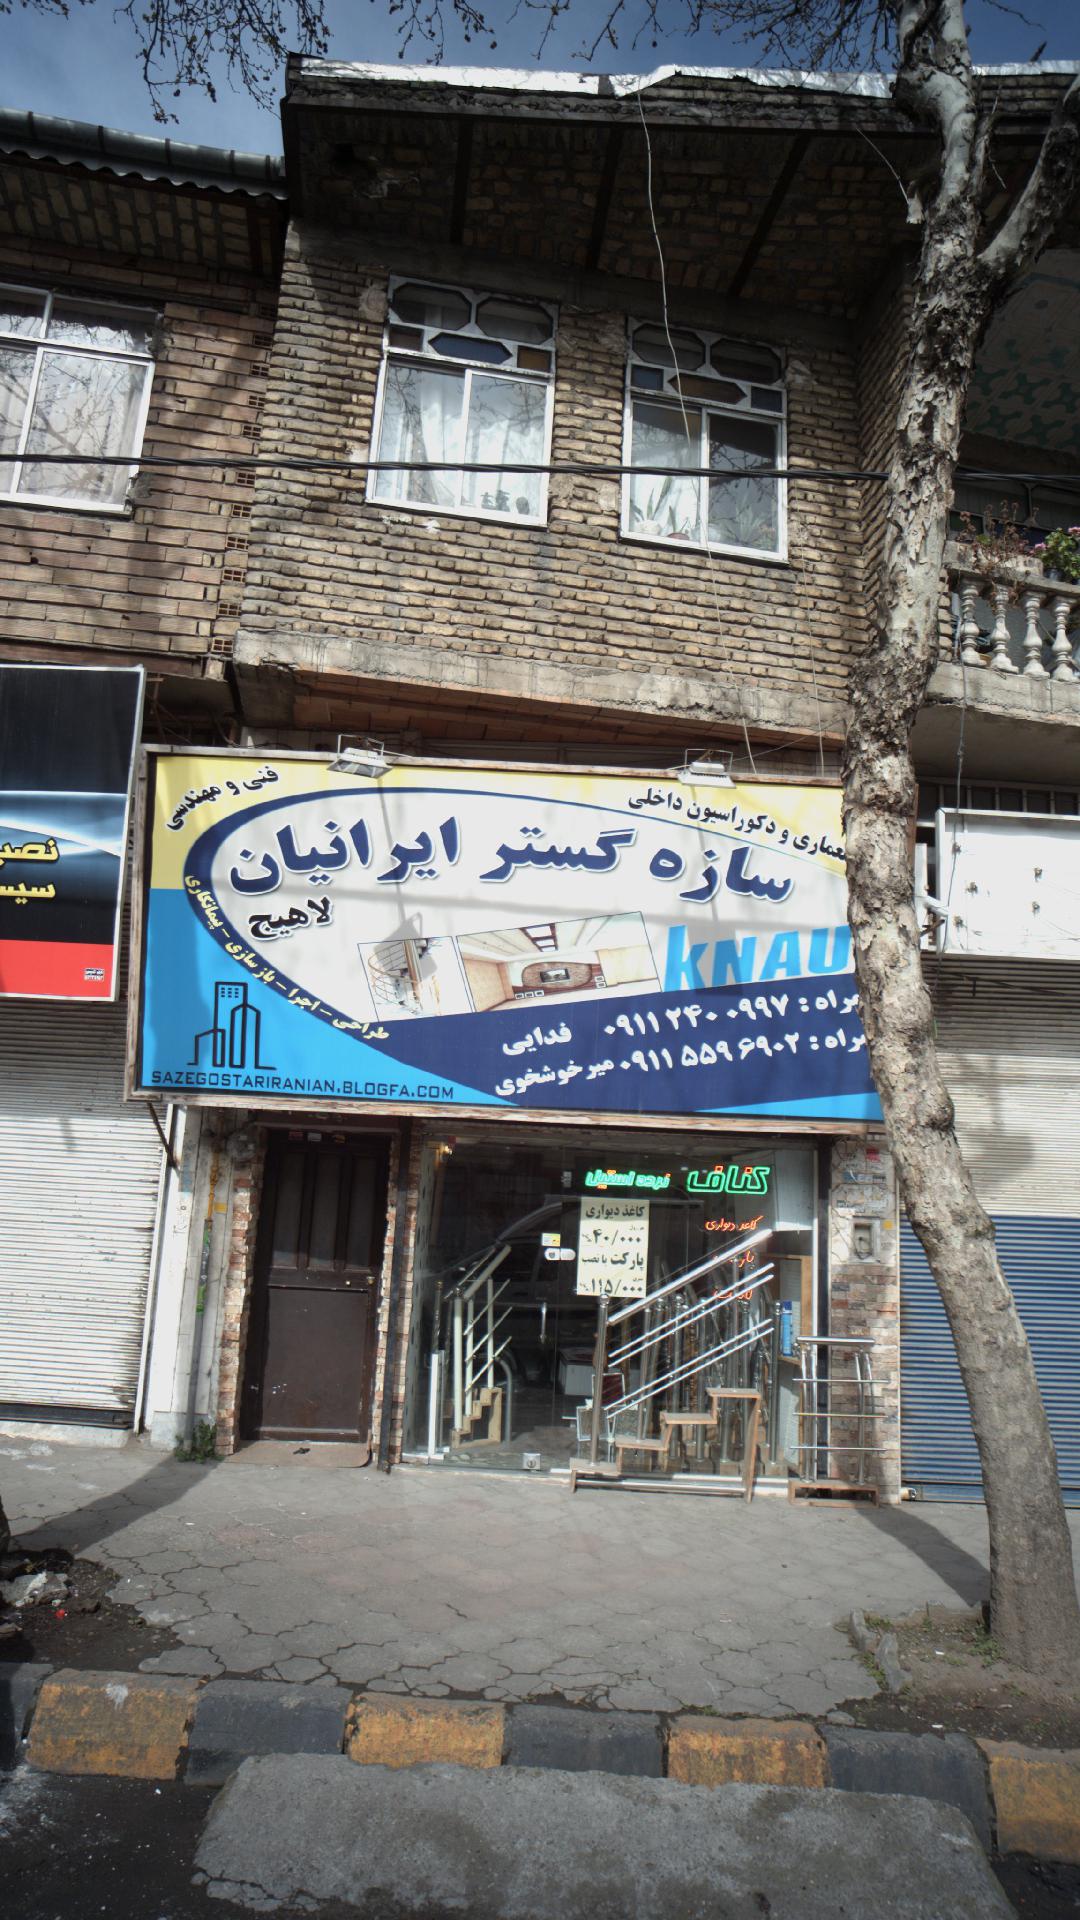 فنی و مهندسی
معماری و دکوراسیون داخلی
سازه گستر ایرانیان
لاهیج
KNAU
طراحی - اجرا - بازسازی - پیمانکاری
همراه : ۰۹۱۱ ۲۴۰ ۰۹۹۷ فدایی
همراه : ۰۹۱۱ ۵۵۹ ۶۹۰۲ میرخوشخوی
SAZEGOSTARIRANIAN.BLOGFA.COM
نصب
سیس
کناف
نرده استیل
کاغذ دیواری
کاغذ دیواری
۴۰/۰۰۰
پارکت با نصب
۱۱۵/۰۰۰